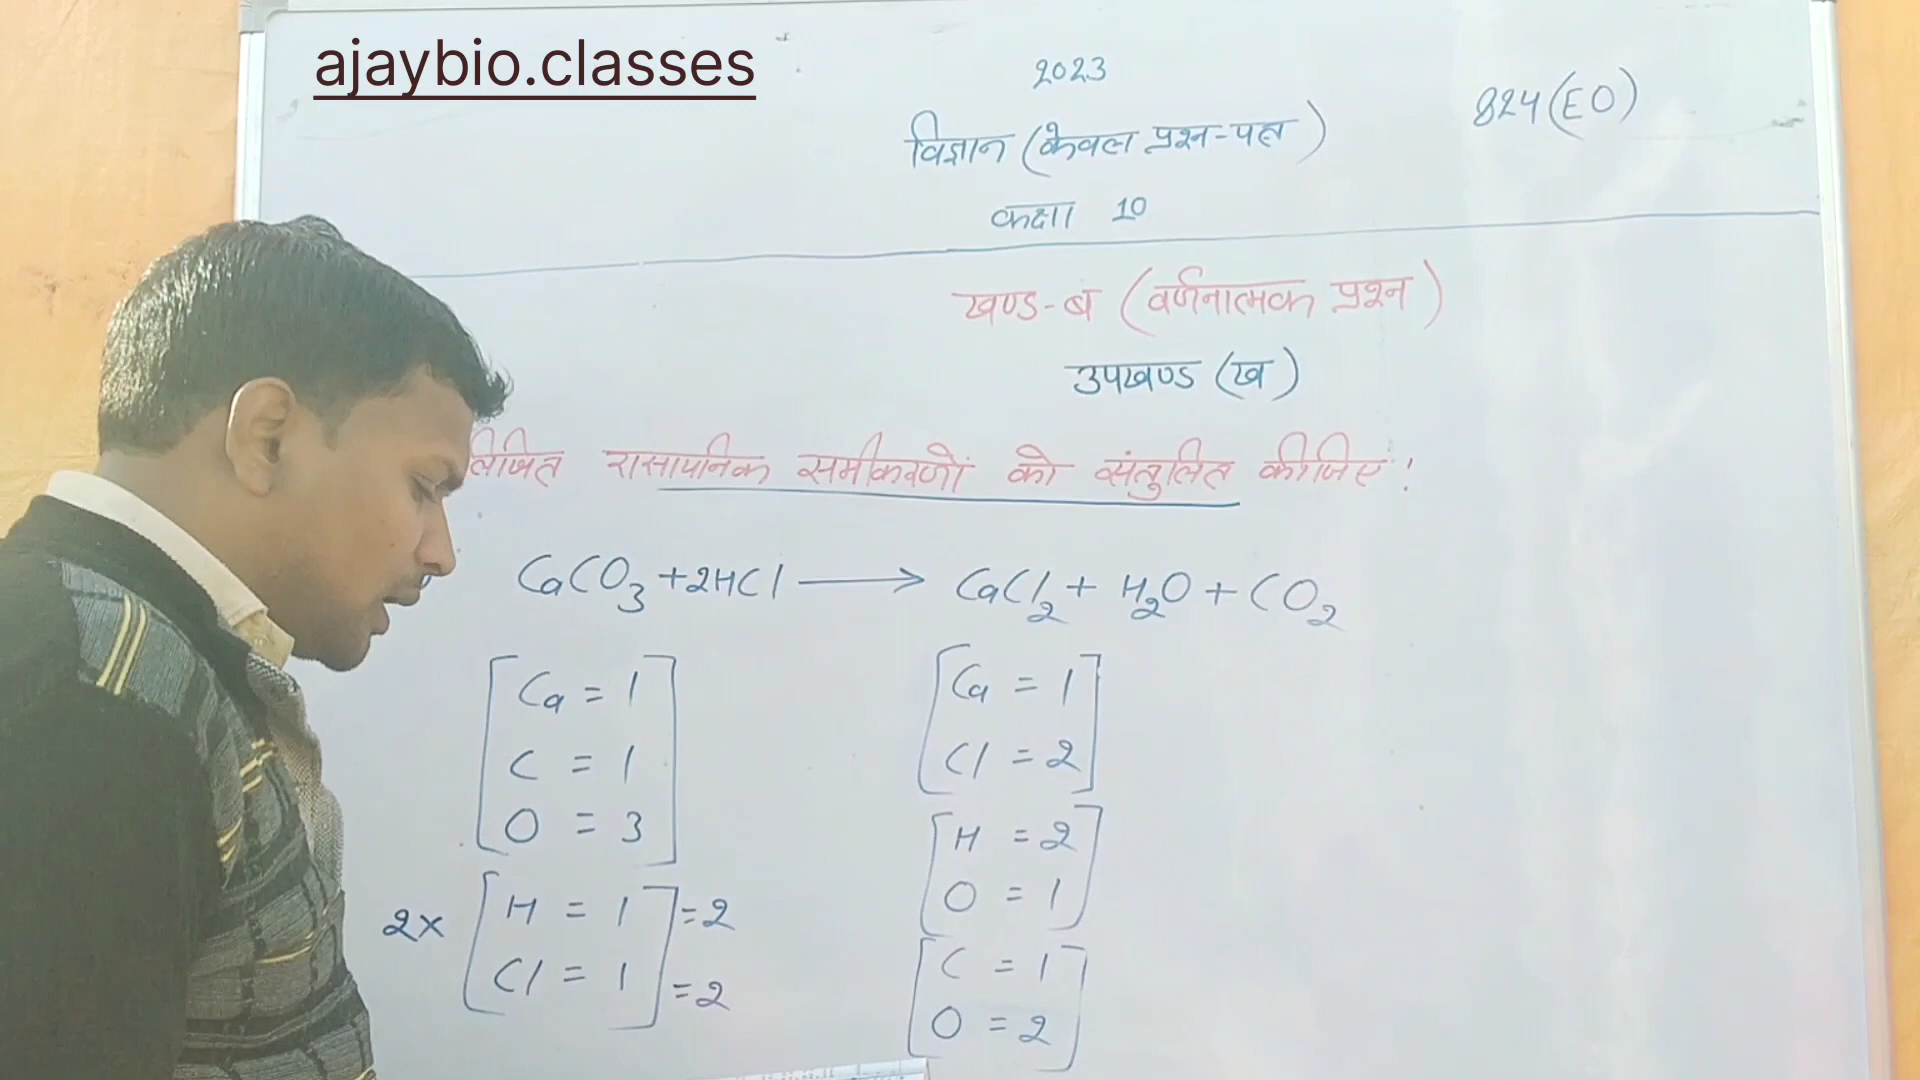 ajaybio.classes
2023
824(EO)
विज्ञान (केवल प्रश्न-पत्र)
कक्षा 10
खण्ड-ब (वर्णनात्मक प्रश्न)
उपखण्ड (ख)
लिखित रासायनिक समीकरणों को संतुलित कीजिए:
CaCO₃ + 2HCl ⟶ CaCl₂ + H₂O + CO₂
Ca = 1
C = 1
O = 3
2× H = 1 = 2
Cl = 1 = 2
Ca = 1
Cl = 2
H = 2
O = 1
C = 1
O = 2